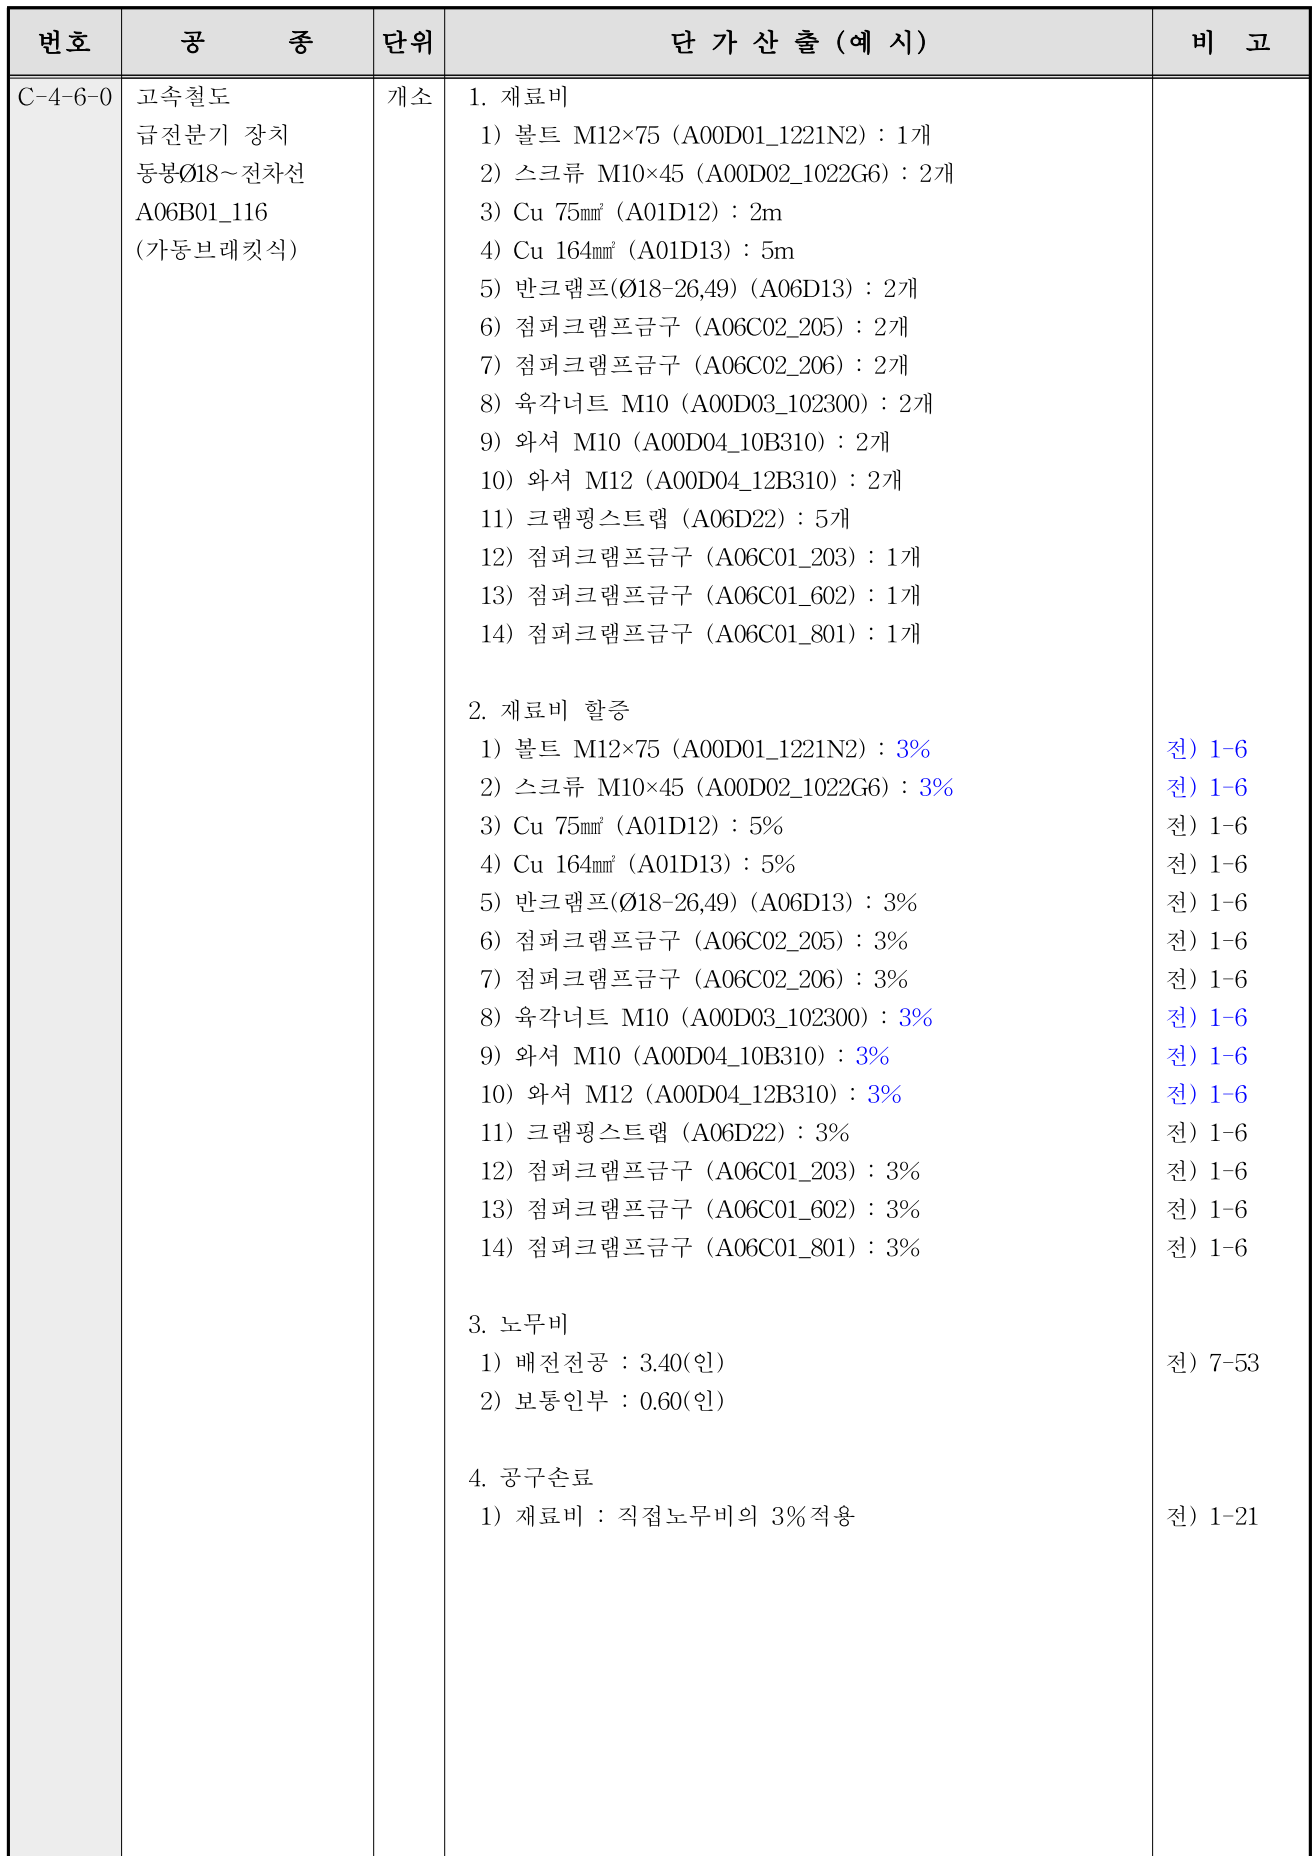 번호 공 종 단위 단 가 산 출 (예 시) 비 고
C-4-6-0 고속철도 개소 1. 재료비
급전분기 장치 1) 볼트 M12×75 (A00D01_1221N2) : 1개
동봉Ø18~전차선 2) 스크류 M10×45 (A00D02_1022G6) : 2개
A06B01_116 3) Cu 75㎟ (A01D12) : 2m
(가동브래킷식) 4) Cu 164㎟ (A01D13) : 5m
5) 반크램프(Ø18-26,49) (A06D13) : 2개
6) 점퍼크램프금구 (A06C02_205) : 2개
7) 점퍼크램프금구 (A06C02_206) : 2개
8) 육각너트 M10 (A00D03_102300) : 2개
9) 와셔 M10 (A00D04_10B310) : 2개
10) 와셔 M12 (A00D04_12B310) : 2개
11) 크램핑스트랩 (A06D22) : 5개
12) 점퍼크램프금구 (A06C01_203) : 1개
13) 점퍼크램프금구 (A06C01_602) : 1개
14) 점퍼크램프금구 (A06C01_801) : 1개
2. 재료비 할증
1) 볼트 M12×75 (A00D01_1221N2) : 3% 전) 1-6
2) 스크류 M10×45 (A00D02_1022G6) : 3% 전) 1-6
3) Cu 75㎟ (A01D12) : 5% 전) 1-6
4) Cu 164㎟ (A01D13) : 5% 전) 1-6
5) 반크램프(Ø18-26,49) (A06D13) : 3% 전) 1-6
6) 점퍼크램프금구 (A06C02_205) : 3% 전) 1-6
7) 점퍼크램프금구 (A06C02_206) : 3% 전) 1-6
8) 육각너트 M10 (A00D03_102300) : 3% 전) 1-6
9) 와셔 M10 (A00D04_10B310) : 3% 전) 1-6
10) 와셔 M12 (A00D04_12B310) : 3% 전) 1-6
11) 크램핑스트랩 (A06D22) : 3% 전) 1-6
12) 점퍼크램프금구 (A06C01_203) : 3% 전) 1-6
13) 점퍼크램프금구 (A06C01_602) : 3% 전) 1-6
14) 점퍼크램프금구 (A06C01_801) : 3% 전) 1-6
3. 노무비
1) 배전전공 : 3.40(인) 전) 7-53
2) 보통인부 : 0.60(인)
4. 공구손료
1) 재료비 : 직접노무비의 3%적용 전) 1-21